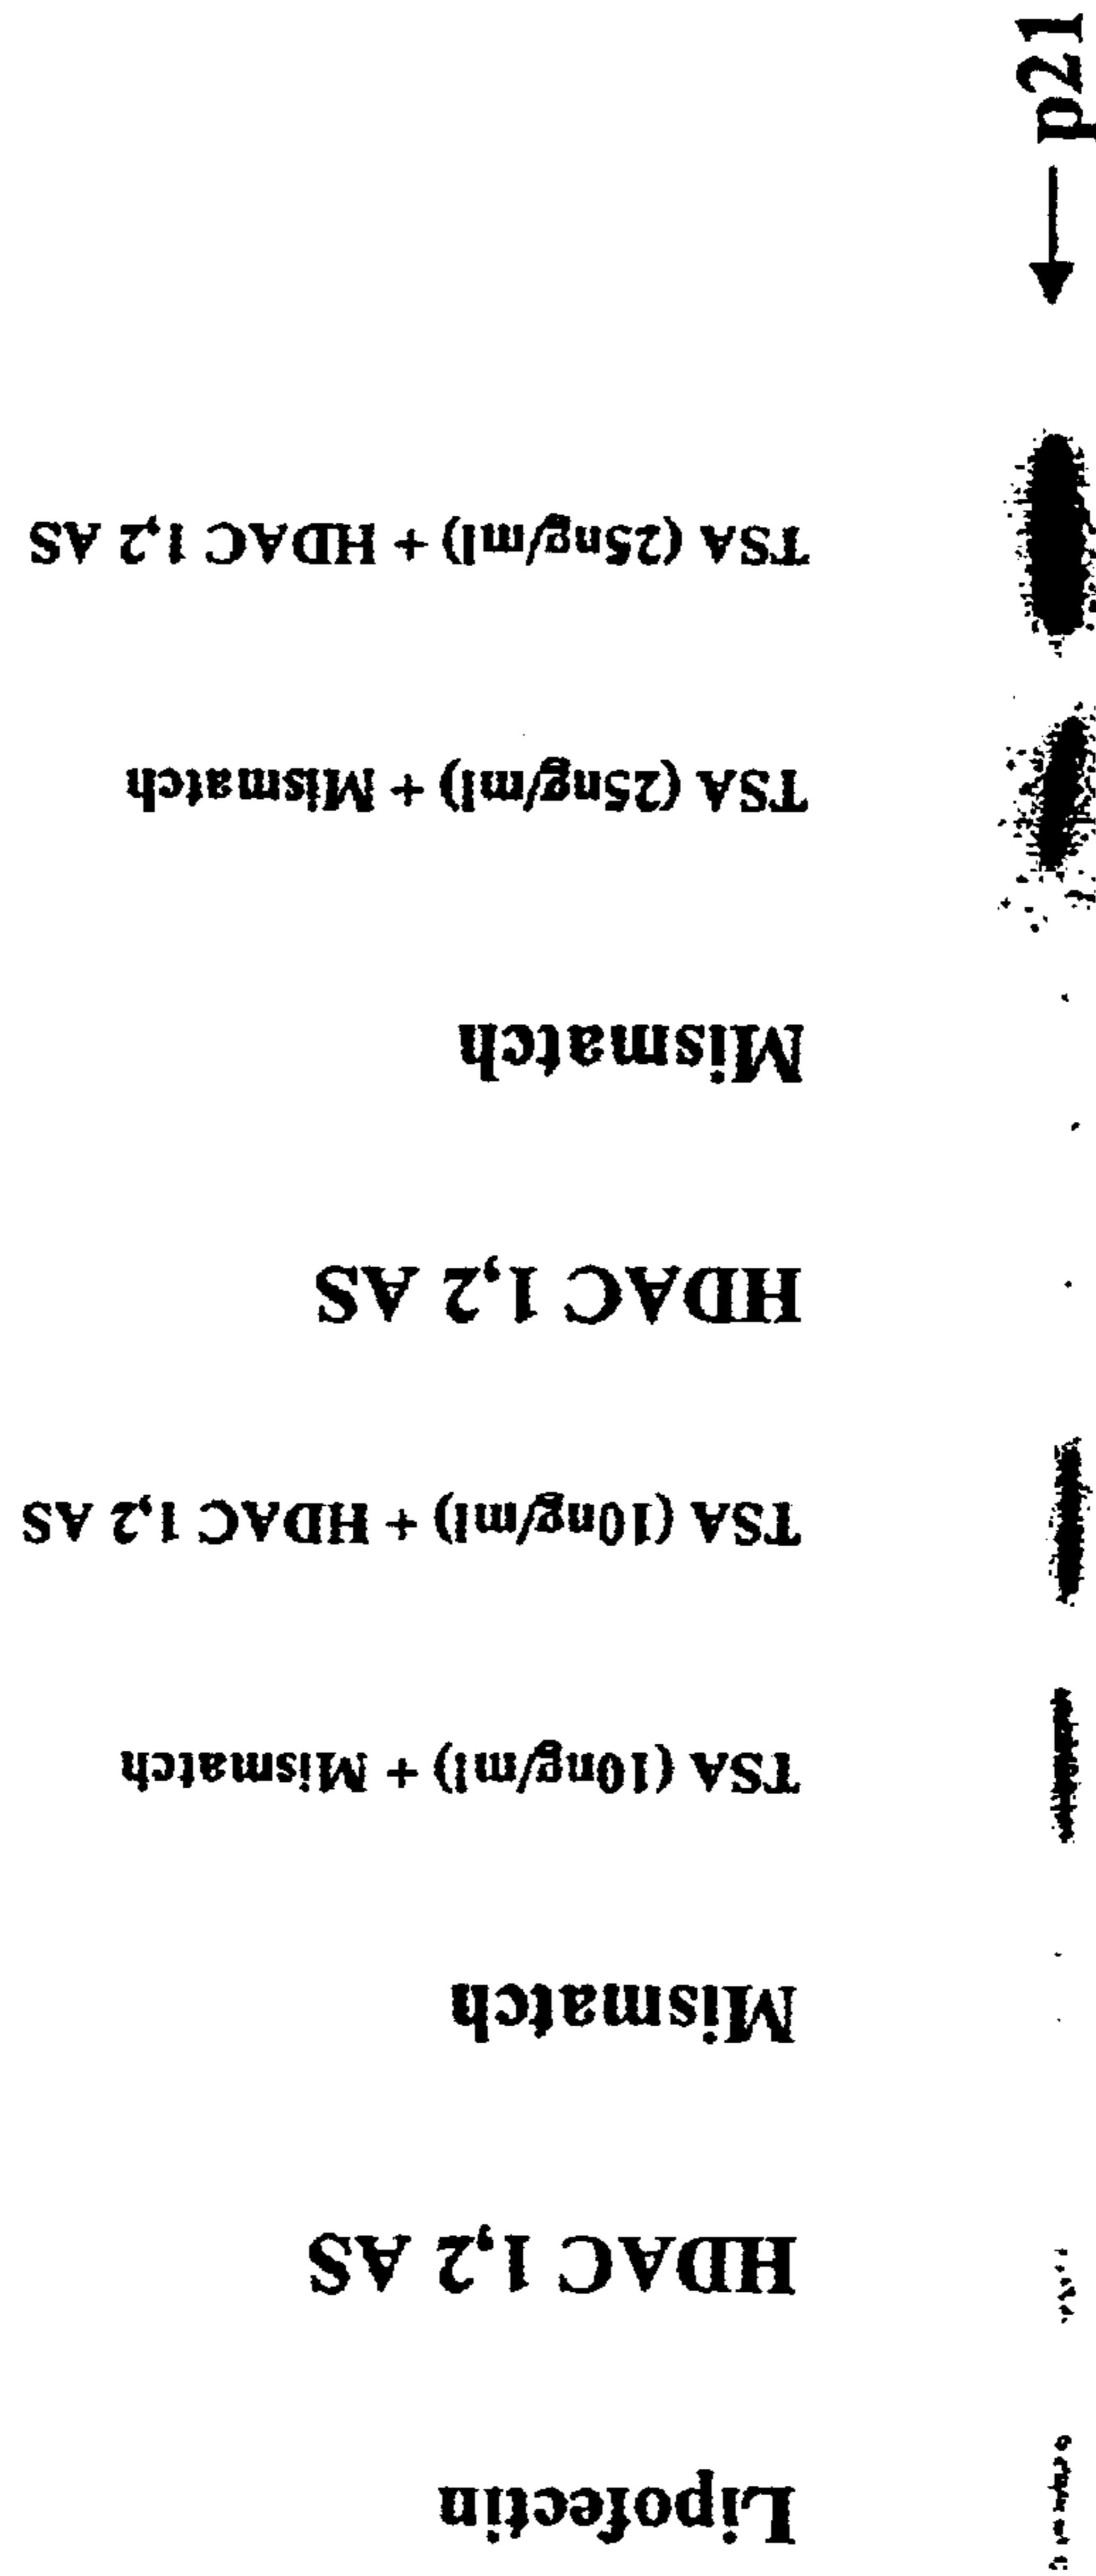 Lipofectin
HDAC 1,2 AS
Mismatch
TSA (10ng/ml) + Mismatch
TSA (10ng/ml) + HDAC 1,2 AS
HDAC 1,2 AS
Mismatch
TSA (25ng/ml) + Mismatch
TSA (25ng/ml) + HDAC 1,2 AS
p21